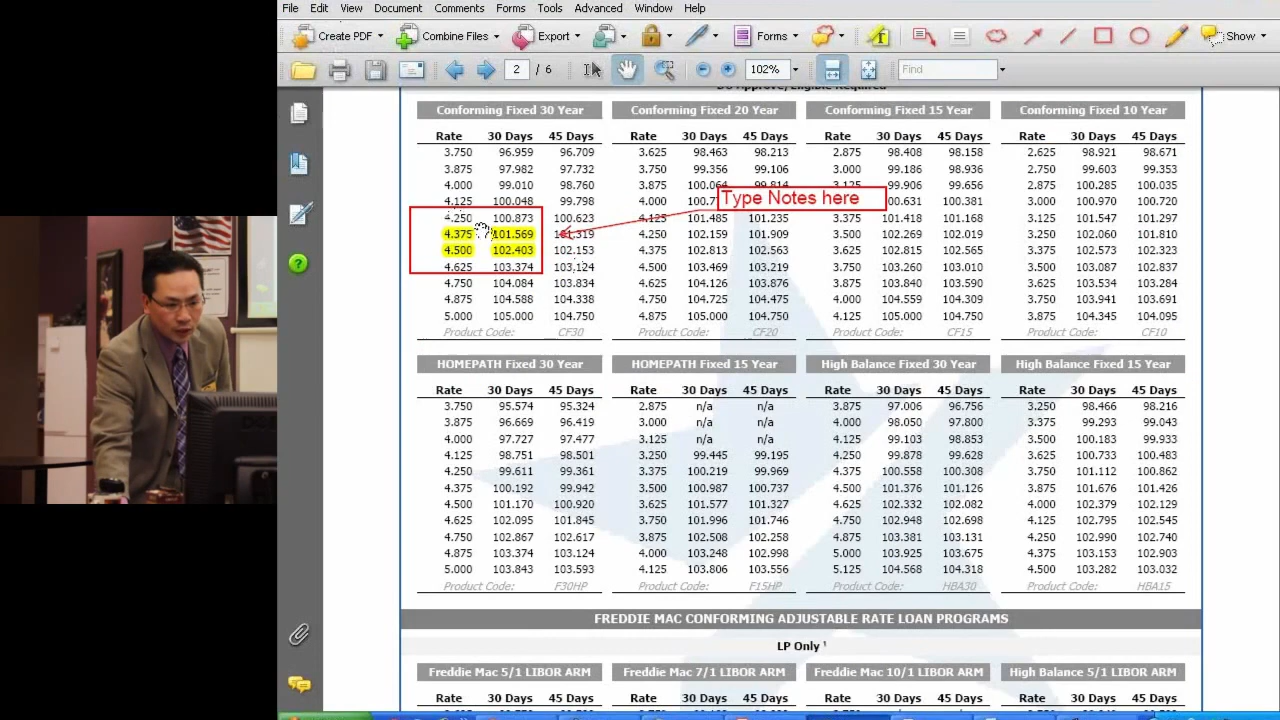 File Edit View Document Comments Forms Tools Advanced Window Help
Create PDF Combine Files Export Forms Show
2 / 6 102% Find
DU Approve/Eligible Required
Conforming Fixed 30 Year Conforming Fixed 20 Year Conforming Fixed 15 Year Conforming Fixed 10 Year
Rate 30 Days 45 Days Rate 30 Days 45 Days Rate 30 Days 45 Days Rate 30 Days 45 Days
3.750 96.959 96.709 3.625 98.463 98.213 2.875 98.408 98.158 2.625 98.921 98.671
3.875 97.982 97.732 3.750 99.356 99.106 3.000 99.186 98.936 2.750 99.603 99.353
4.000 99.010 98.760 3.875 100.064 99.814 3.125 99.906 99.656 2.875 100.285 100.035
4.125 100.048 99.798 4.000 Type Notes here 100.631 100.381 3.000 100.970 100.720
4.250 100.873 100.623 4.125 101.485 101.235 3.375 101.418 101.168 3.125 101.547 101.297
4.375 101.569 4.250 102.159 101.909 3.500 102.269 102.019 3.250 102.060 101.810
4.500 102.403 102.153 4.375 102.813 102.563 3.625 102.815 102.565 3.375 102.573 102.323
4.625 103.374 103.124 4.500 103.469 103.219 3.750 103.260 103.010 3.500 103.087 102.837
4.750 104.084 103.834 4.625 104.126 103.876 3.875 103.840 103.590 3.625 103.534 103.284
4.875 104.588 104.338 4.750 104.725 104.475 4.000 104.559 104.309 3.750 103.941 103.691
5.000 105.000 104.750 4.875 105.000 104.750 4.125 105.000 104.750 3.875 104.345 104.095
Product Code: CF30 Product Code: CF20 Product Code: CF15 Product Code: CF10
HOMEPATH Fixed 30 Year HOMEPATH Fixed 15 Year High Balance Fixed 30 Year High Balance Fixed 15 Year
Rate 30 Days 45 Days Rate 30 Days 45 Days Rate 30 Days 45 Days Rate 30 Days 45 Days
3.750 95.574 95.324 2.875 n/a n/a 3.875 97.006 96.756 3.250 98.466 98.216
3.875 96.669 96.419 3.000 n/a n/a 4.000 98.050 97.800 3.375 99.293 99.043
4.000 97.727 97.477 3.125 n/a n/a 4.125 99.103 98.853 3.500 100.183 99.933
4.125 98.751 98.501 3.250 99.445 99.195 4.250 99.878 99.628 3.625 100.733 100.483
4.250 99.611 99.361 3.375 100.219 99.969 4.375 100.558 100.308 3.750 101.112 100.862
4.375 100.192 99.942 3.500 100.987 100.737 4.500 101.376 101.126 3.875 101.676 101.426
4.500 101.170 100.920 3.625 101.577 101.327 4.625 102.332 102.082 4.000 102.379 102.129
4.625 102.095 101.845 3.750 101.996 101.746 4.750 102.948 102.698 4.125 102.795 102.545
4.750 102.867 102.617 3.875 102.508 102.258 4.875 103.381 103.131 4.250 102.990 102.740
4.875 103.374 103.124 4.000 103.248 102.998 5.000 103.925 103.675 4.375 103.153 102.903
5.000 103.843 103.593 4.125 103.806 103.556 5.125 104.568 104.318 4.500 103.282 103.032
Product Code: F30HP Product Code: F15HP Product Code: HBA30 Product Code: HBA15
FREDDIE MAC CONFORMING ADJUSTABLE RATE LOAN PROGRAMS
LP Only ¹
Freddie Mac 5/1 LIBOR ARM Freddie Mac 7/1 LIBOR ARM Freddie Mac 10/1 LIBOR ARM High Balance 5/1 LIBOR ARM
Rate 30 Days 45 Days Rate 30 Days 45 Days Rate 30 Days 45 Days Rate 30 Days 45 Days